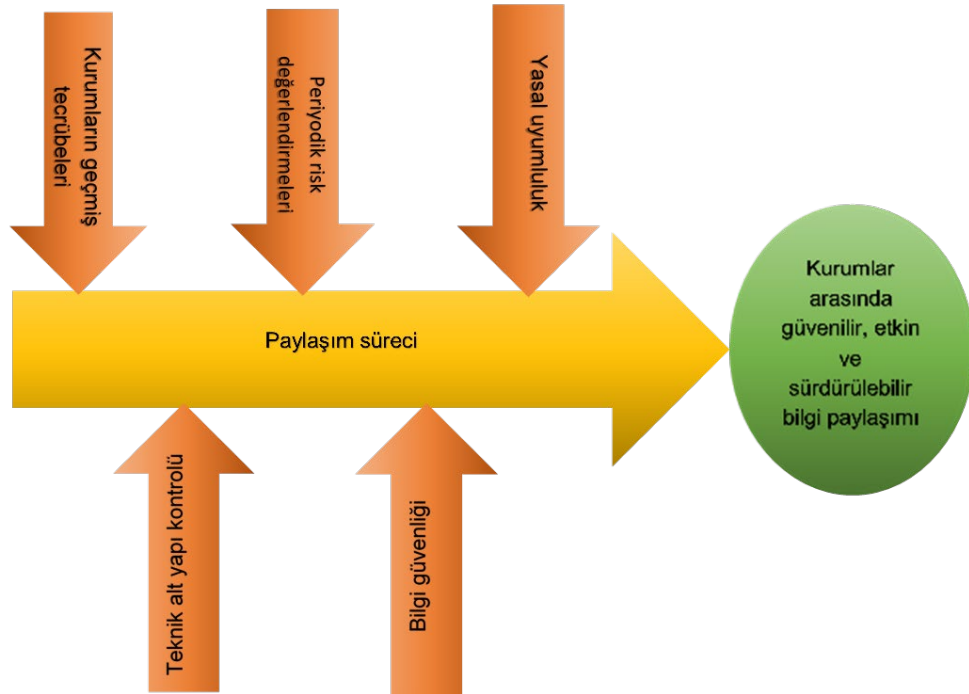 Kurumların geçmiş
tecrübeleri
Periyodik risk
değerlendirmeleri
Yasal uyumluluk
Paylaşım süreci
Kurumlar
arasında
güvenilir, etkin
ve
sürdürülebilir
bilgi paylaşımı
Teknik alt yapı kontrolü
Bilgi güvenliği